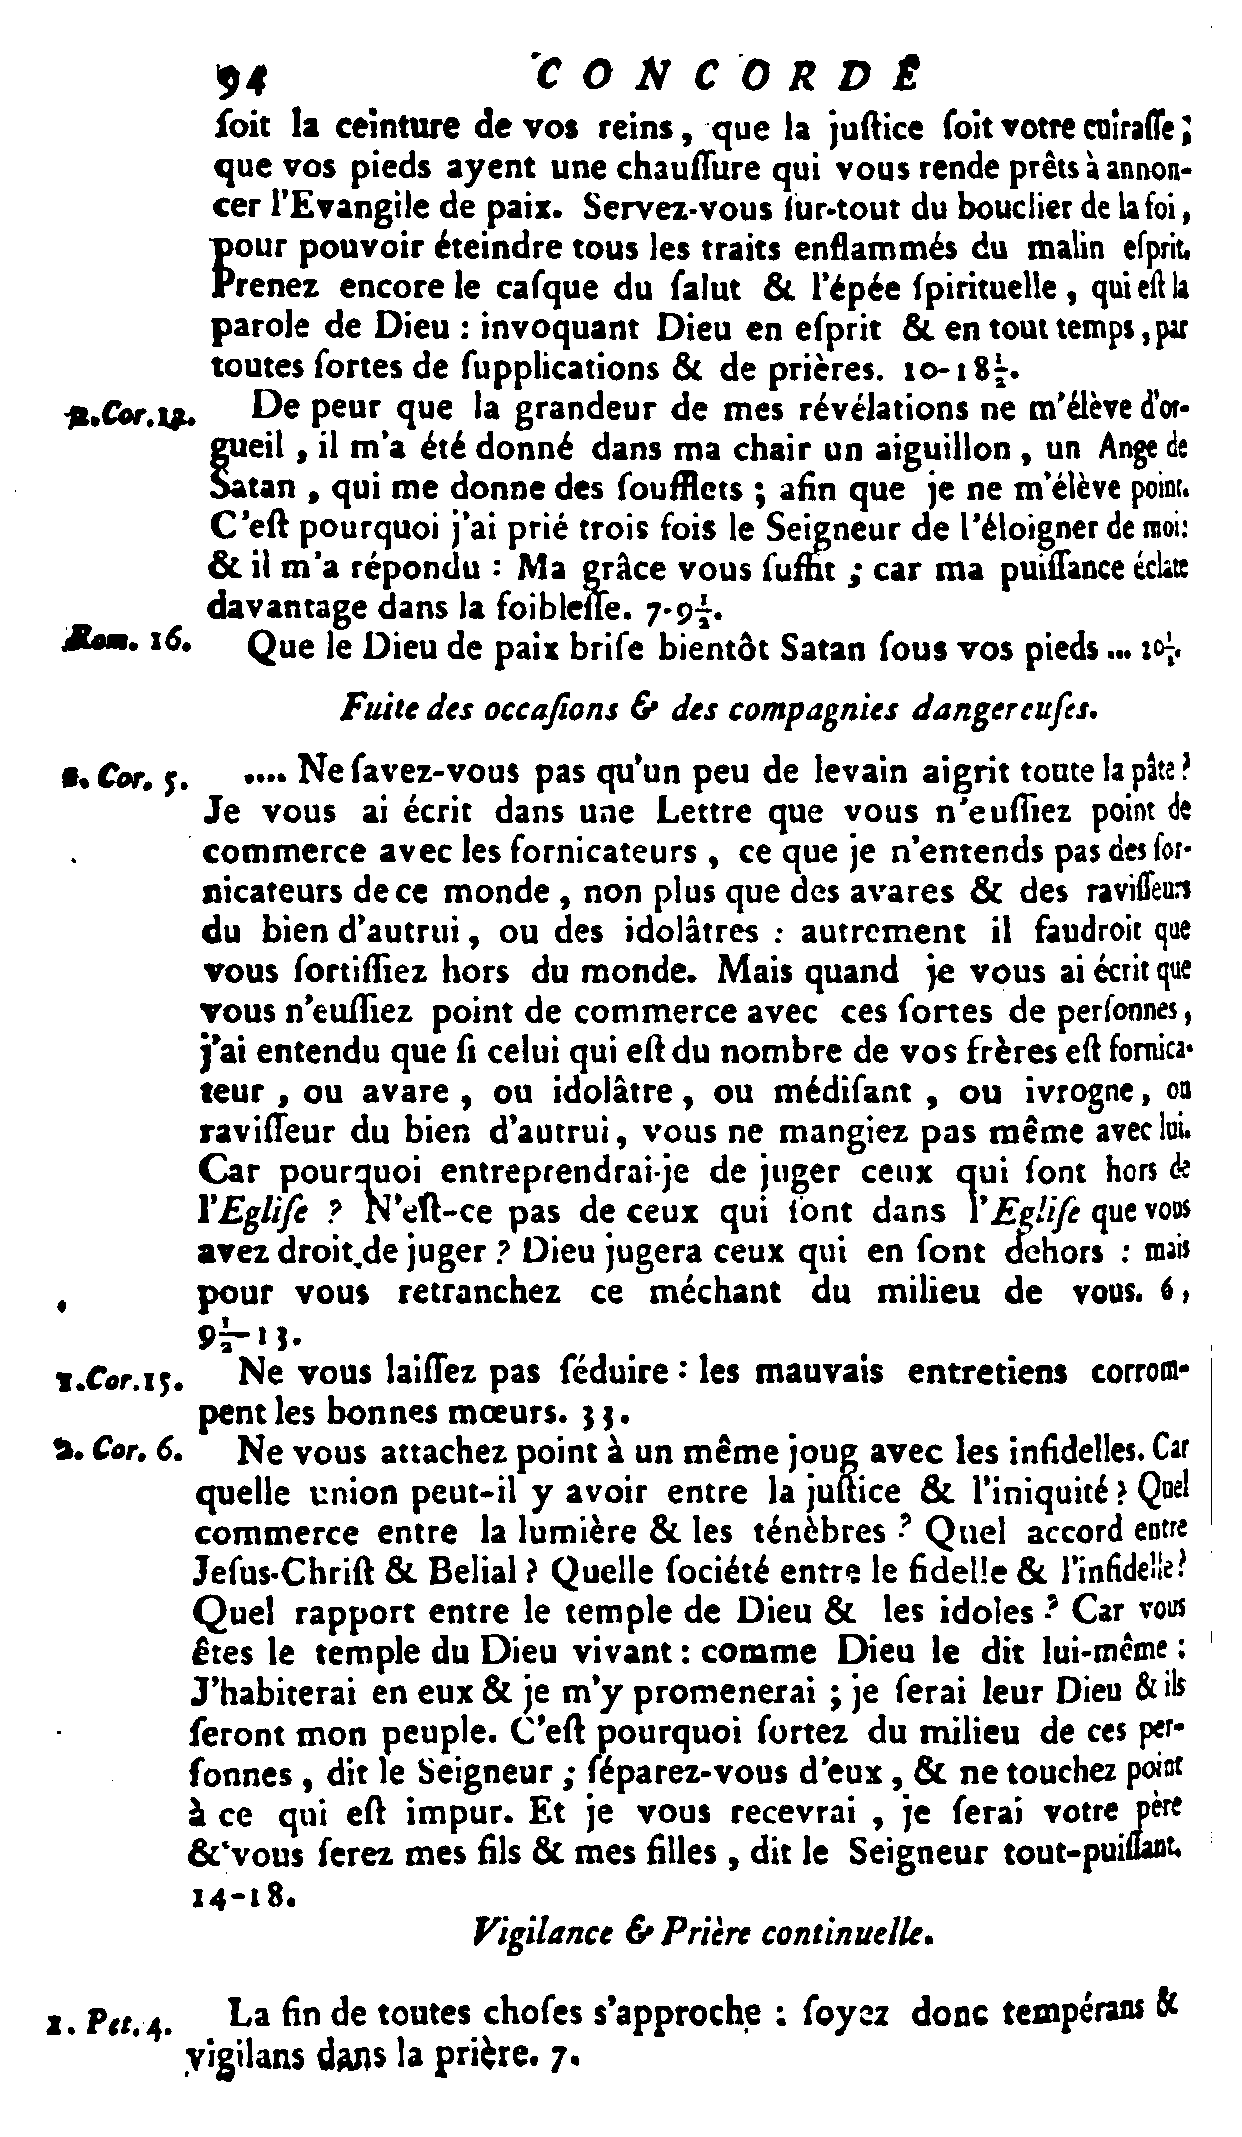 94 CONCORDE
ſoit la ceinture de vos reins, que la juſtice ſoit votre cuiraſſe;
que vos pieds ayent une chauſſure qui vous rende prêts à annon-
cer l'Evangile de paix. Servez-vous ſur-tout du bouclier de la foi,
pour pouvoir éteindre tous les traits enflammés du malin eſprit.
Prenez encore le caſque du ſalut & l'épée ſpirituelle, qui eſt la
parole de Dieu : invoquant Dieu en eſprit & en tout temps, par
toutes ſortes de ſupplications & de prières. 10-18½.
2.Cor.12. De peur que la grandeur de mes révélations ne m'élève d'or-
gueil, il m'a été donné dans ma chair un aiguillon, un Ange de
Satan, qui me donne des ſoufflets ; afin que je ne m'élève point.
C'eſt pourquoi j'ai prié trois fois le Seigneur de l'éloigner de moi:
& il m'a répondu : Ma grâce vous ſuffit ; car ma puiſſance éclate
davantage dans la foibleſſe. 7-9½.
Rom. 16. Que le Dieu de paix briſe bientôt Satan ſous vos pieds ... 10½.
Fuite des occaſions & des compagnies dangereuſes.
1. Cor. 5. .... Ne ſavez-vous pas qu'un peu de levain aigrit toute la pâte ?
Je vous ai écrit dans une Lettre que vous n'euſſiez point de
commerce avec les fornicateurs, ce que je n'entends pas des for-
nicateurs de ce monde, non plus que des avares & des raviſſeurs
du bien d'autrui, ou des idolâtres : autrement il faudroit que
vous ſortiſſiez hors du monde. Mais quand je vous ai écrit que
vous n'euſſiez point de commerce avec ces ſortes de perſonnes,
j'ai entendu que ſi celui qui eſt du nombre de vos frères eſt fornica-
teur, ou avare, ou idolâtre, ou médiſant, ou ivrogne, ou
raviſſeur du bien d'autrui, vous ne mangiez pas même avec lui.
Car pourquoi entreprendrai-je de juger ceux qui ſont hors de
l'Egliſe ? N'eſt-ce pas de ceux qui ſont dans l'Egliſe que vous
avez droit de juger ? Dieu jugera ceux qui en ſont dehors : mais
pour vous retranchez ce méchant du milieu de vous. 6,
9½-13.
1.Cor.15. Ne vous laiſſez pas ſéduire : les mauvais entretiens corrom-
pent les bonnes mœurs. 33.
2. Cor. 6. Ne vous attachez point à un même joug avec les infidelles. Car
quelle union peut-il y avoir entre la juſtice & l'iniquité ? Quel
commerce entre la lumière & les ténèbres ? Quel accord entre
Jeſus-Chriſt & Belial ? Quelle ſociété entre le fidelle & l'infidelle ?
Quel rapport entre le temple de Dieu & les idoles ? Car vous
êtes le temple du Dieu vivant : comme Dieu le dit lui-même :
J'habiterai en eux & je m'y promenerai ; je ſerai leur Dieu & ils
ſeront mon peuple. C'eſt pourquoi ſortez du milieu de ces per-
ſonnes, dit le Seigneur ; ſéparez-vous d'eux, & ne touchez point
à ce qui eſt impur. Et je vous recevrai, je ſerai votre père
& vous ſerez mes fils & mes filles, dit le Seigneur tout-puiſſant.
14-18.
Vigilance & Prière continuelle.
1. Pet. 4. La fin de toutes choſes s'approche : ſoyez donc tempérans &
vigilans dans la prière. 7.